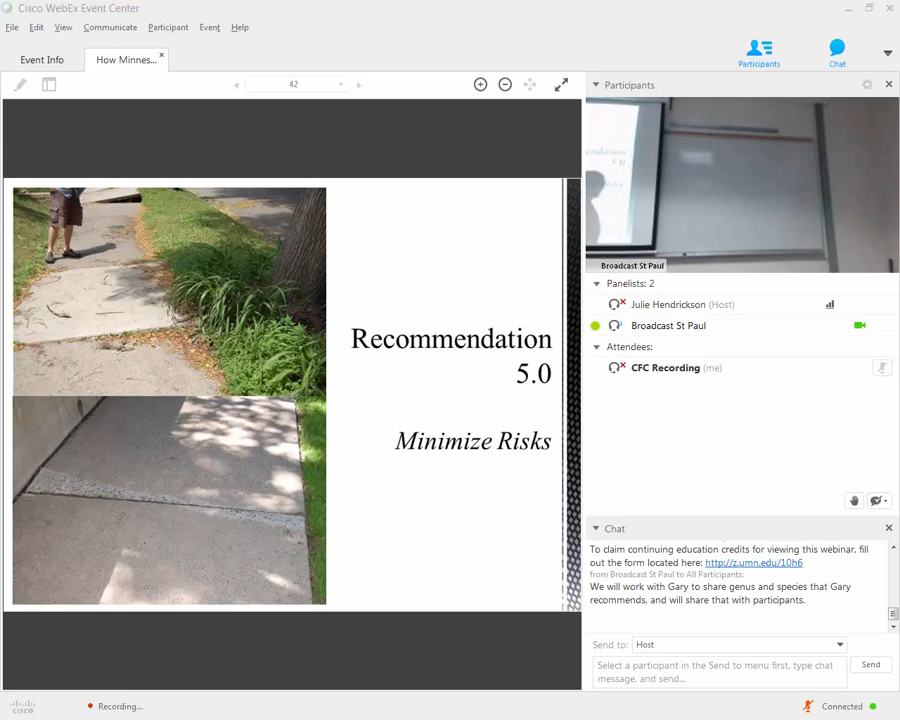 Cisco WebEx Event Center
File Edit View Communicate Participant Event Help
Event Info
How Minnes...
Participants
Chat
42
Participants
Broadcast St Paul
Panelists: 2
Julie Hendrickson (Host)
Broadcast St Paul
Attendees:
CFC Recording (me)
Recommendation
5.0
Minimize Risks
Chat
To claim continuing education credits for viewing this webinar, fill
out the form located here: http://z.umn.edu/10h6
from Broadcast St Paul to All Participants:
We will work with Gary to share genus and species that Gary
recommends, and will share that with participants.
Send to: Host
Select a participant in the Send to menu first, type chat
message, and send...
Send
cisco
Recording...
Connected